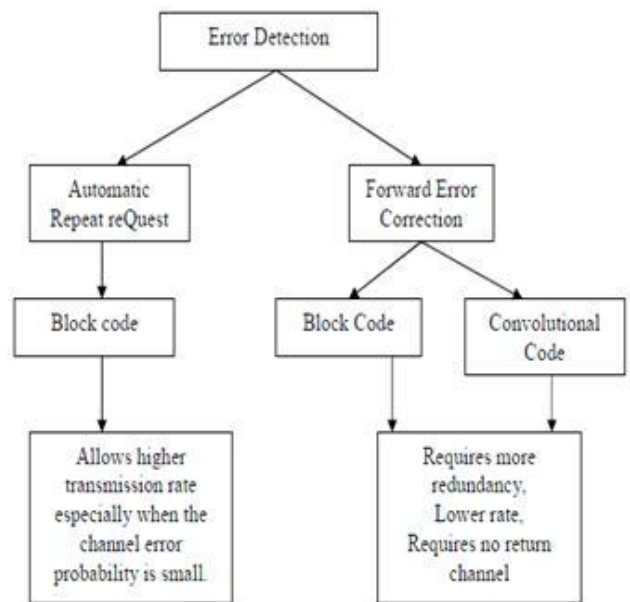 Error Detection
Automatic
Repeat reQuest
Forward Error
Correction
Block code
Block Code
Convolutional
Code
Allows higher
transmission rate
especially when the
channel error
probability is small.
Requires more
redundancy,
Lower rate,
Requires no return
channel